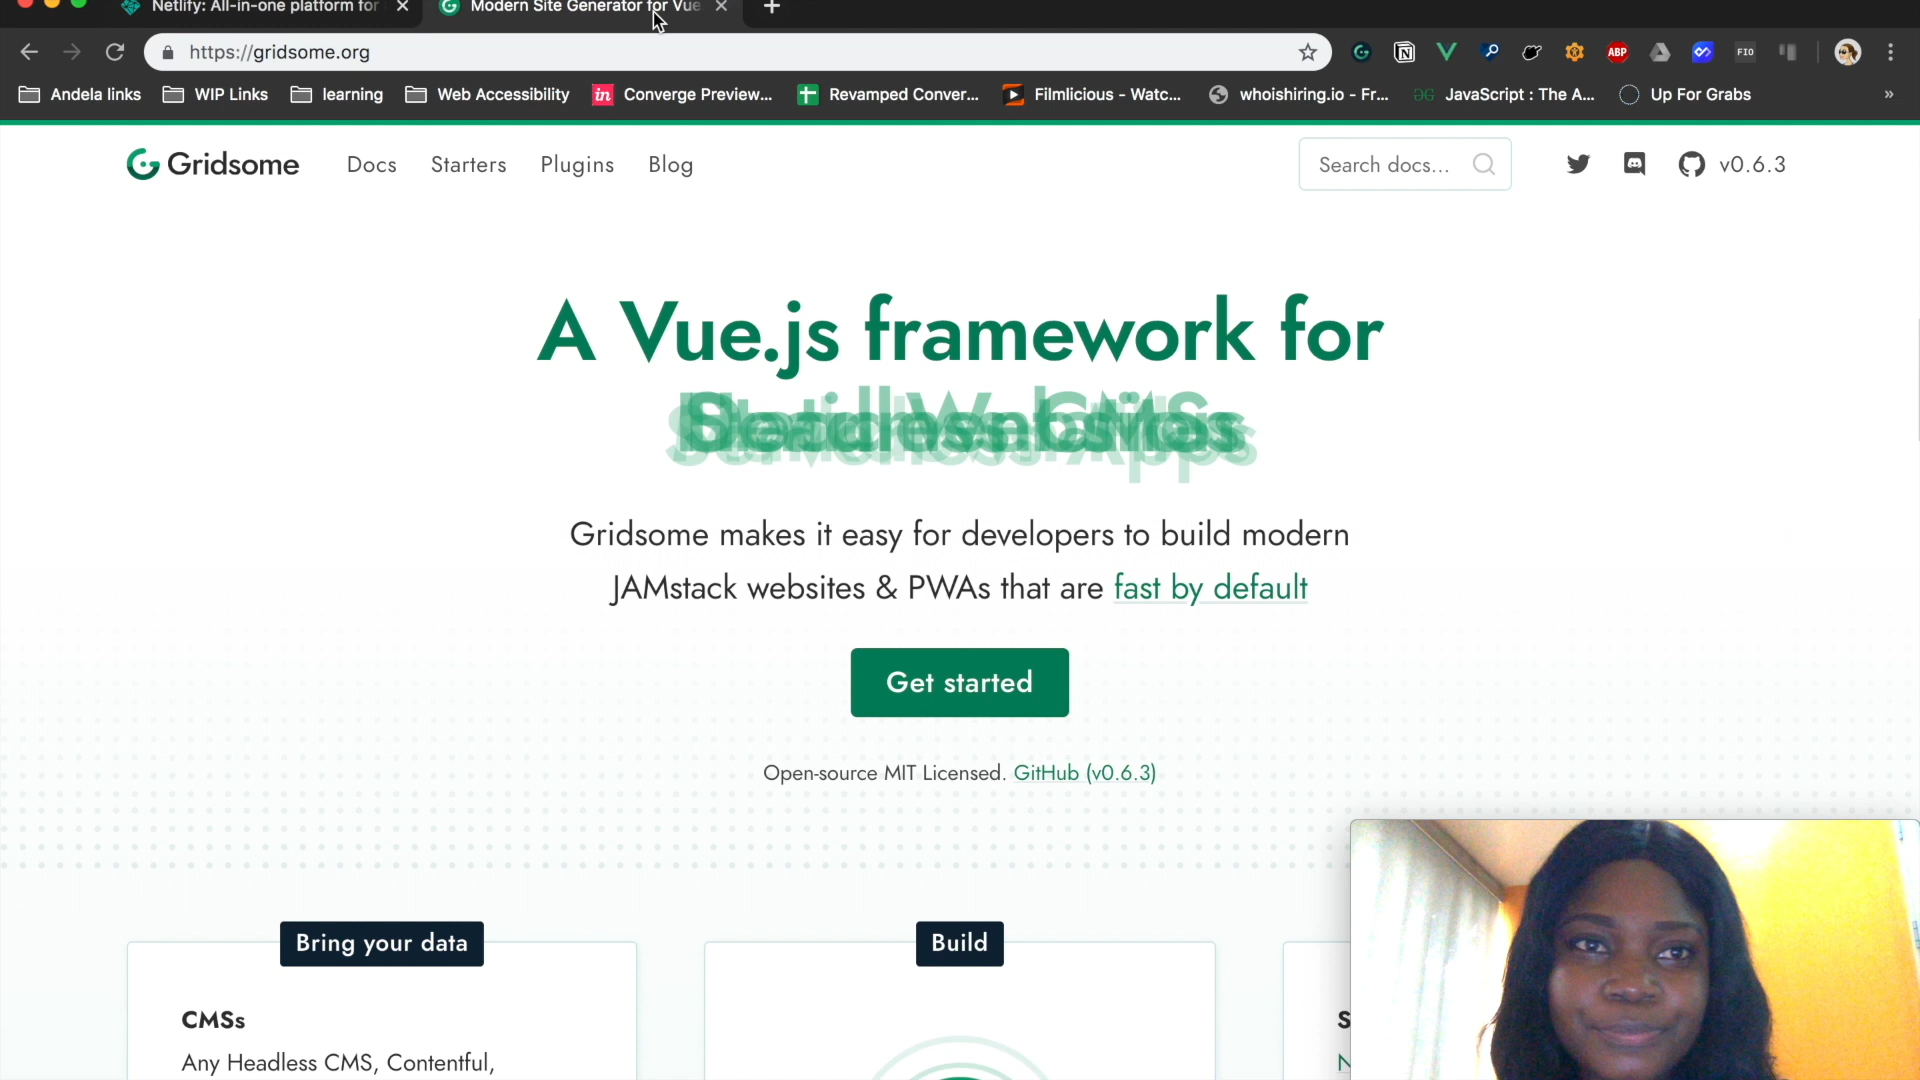 Netlify: All-in-one platform for
Modern Site Generator for Vue
https://gridsome.org
ABP
FIO
Andela links
WIP Links
learning
Web Accessibility
in
Converge Preview...
Revamped Conver...
Filmlicious - Watc...
whoishiring.io - Fr...
JavaScript : The A...
Up For Grabs
»
Gridsome
Docs
Starters
Plugins
Blog
Search docs...
v0.6.3
A Vue.js framework for
Gridsome makes it easy for developers to build modern
JAMstack websites & PWAs that are fast by default
Get started
Open-source MIT Licensed. GitHub (v0.6.3)
Bring your data
Build
CMSs
Any Headless CMS, Contentful,